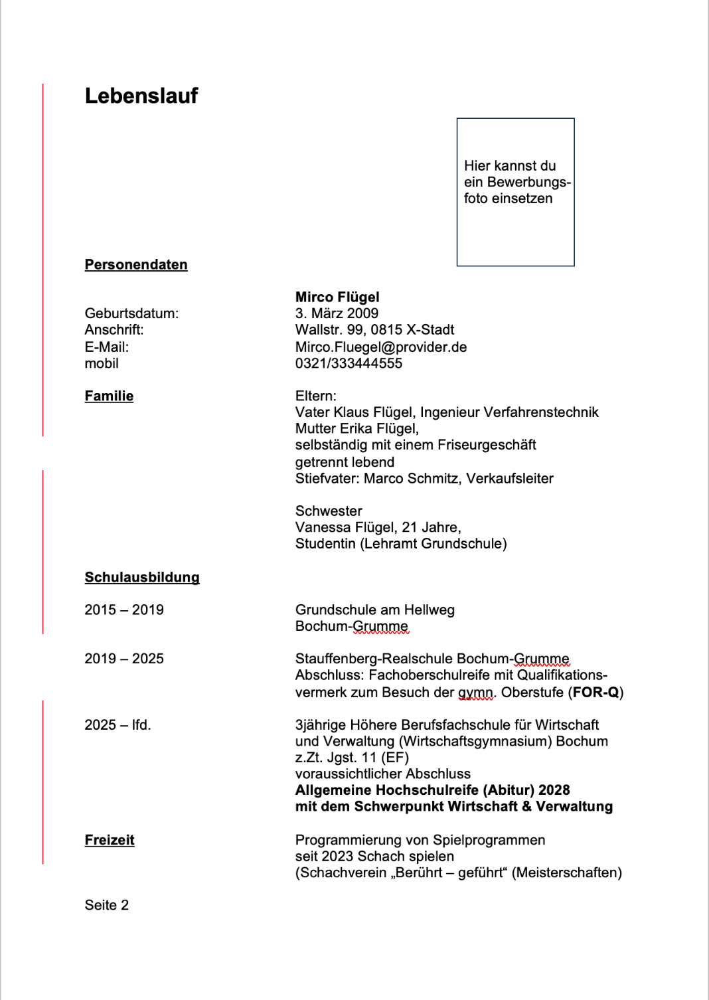 Lebenslauf
Hier kannst du
ein Bewerbungs-
foto einsetzen
Personendaten
Mirco Flügel
Geburtsdatum: 3. März 2009
Anschrift: Wallstr. 99, 0815 X-Stadt
E-Mail: Mirco.Fluegel@provider.de
mobil 0321/333444555
Familie Eltern:
Vater Klaus Flügel, Ingenieur Verfahrenstechnik
Mutter Erika Flügel,
selbständig mit einem Friseurgeschäft
getrennt lebend
Stiefvater: Marco Schmitz, Verkaufsleiter
Schwester
Vanessa Flügel, 21 Jahre,
Studentin (Lehramt Grundschule)
Schulausbildung
2015 – 2019 Grundschule am Hellweg
Bochum-Grumme
2019 – 2025 Stauffenberg-Realschule Bochum-Grumme
Abschluss: Fachoberschulreife mit Qualifikations-
vermerk zum Besuch der gymn. Oberstufe (FOR-Q)
2025 – lfd. 3jährige Höhere Berufsfachschule für Wirtschaft
und Verwaltung (Wirtschaftsgymnasium) Bochum
z.Zt. Jgst. 11 (EF)
voraussichtlicher Abschluss
Allgemeine Hochschulreife (Abitur) 2028
mit dem Schwerpunkt Wirtschaft & Verwaltung
Freizeit Programmierung von Spielprogrammen
seit 2023 Schach spielen
(Schachverein „Berührt – geführt“ (Meisterschaften)
Seite 2